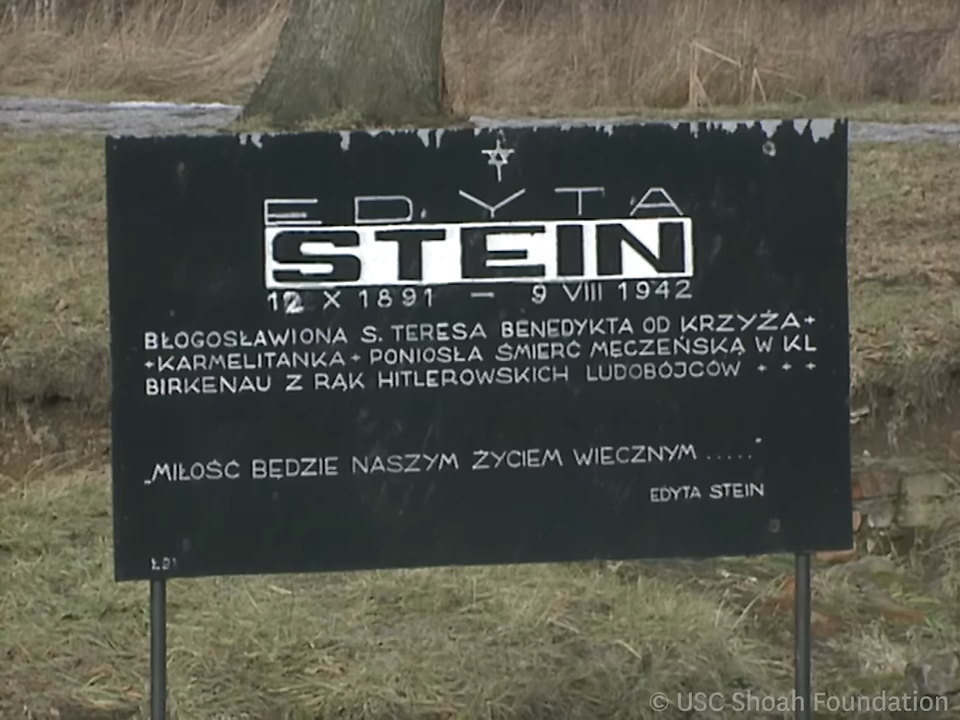 EDYTA
STEIN
12 X 1891 — 9 VIII 1942
BŁOGOSŁAWIONA S. TERESA BENEDYKTA OD KRZYŻA+
+KARMELITANKA+ PONIOSŁA ŚMIERĆ MĘCZEŃSKĄ W KL
BIRKENAU Z RĄK HITLEROWSKICH LUDOBÓJCÓW + + +
„MIŁOŚĆ BĘDZIE NASZYM ŻYCIEM WIECZNYM ....."
EDYTA STEIN
© USC Shoah Foundation